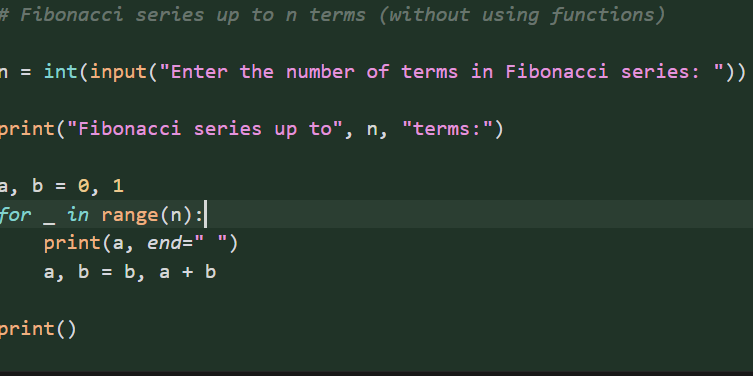 # Fibonacci series up to n terms (without using functions)
n = int(input("Enter the number of terms in Fibonacci series: "))
print("Fibonacci series up to", n, "terms:")
a, b = 0, 1
for _ in range(n):
    print(a, end=" ")
    a, b = b, a + b
print()